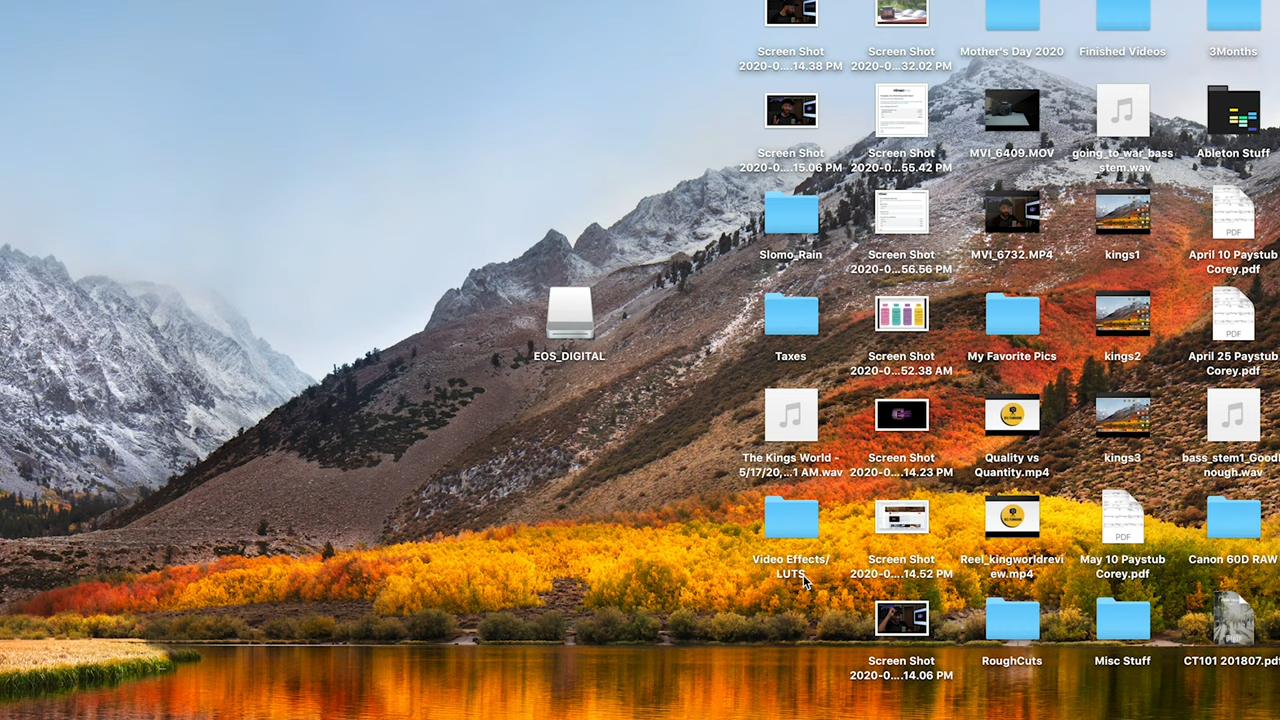 Screen Shot
2020-0....14.38 PM
Screen Shot
2020-0...32.02 PM
Mother's Day 2020
Finished Videos
3Months
Screen Shot
2020-0....15.06 PM
Screen Shot
2020-0...55.42 PM
MVI_6409.MOV
going_to_war_bass
_stem.wav
Ableton Stuff
Slomo_Rain
Screen Shot
2020-0...56.56 PM
MVI_6732.MP4
kings1
PDF
April 10 Paystub
Corey.pdf
EOS_DIGITAL
Taxes
Screen Shot
2020-0...52.38 AM
My Favorite Pics
kings2
PDF
April 25 Paystub
Corey.pdf
The Kings World -
5/17/20,...1 AM.wav
Screen Shot
2020-0....14.23 PM
Quality vs
Quantity.mp4
kings3
bass_stem1_Good
nough.wav
Video Effects/
LUTS
Screen Shot
2020-0....14.52 PM
Reel_kingworldrevi
ew.mp4
PDF
May 10 Paystub
Corey.pdf
Canon 60D RAW
Screen Shot
2020-0....14.06 PM
RoughCuts
Misc Stuff
CT101 201807.pdf